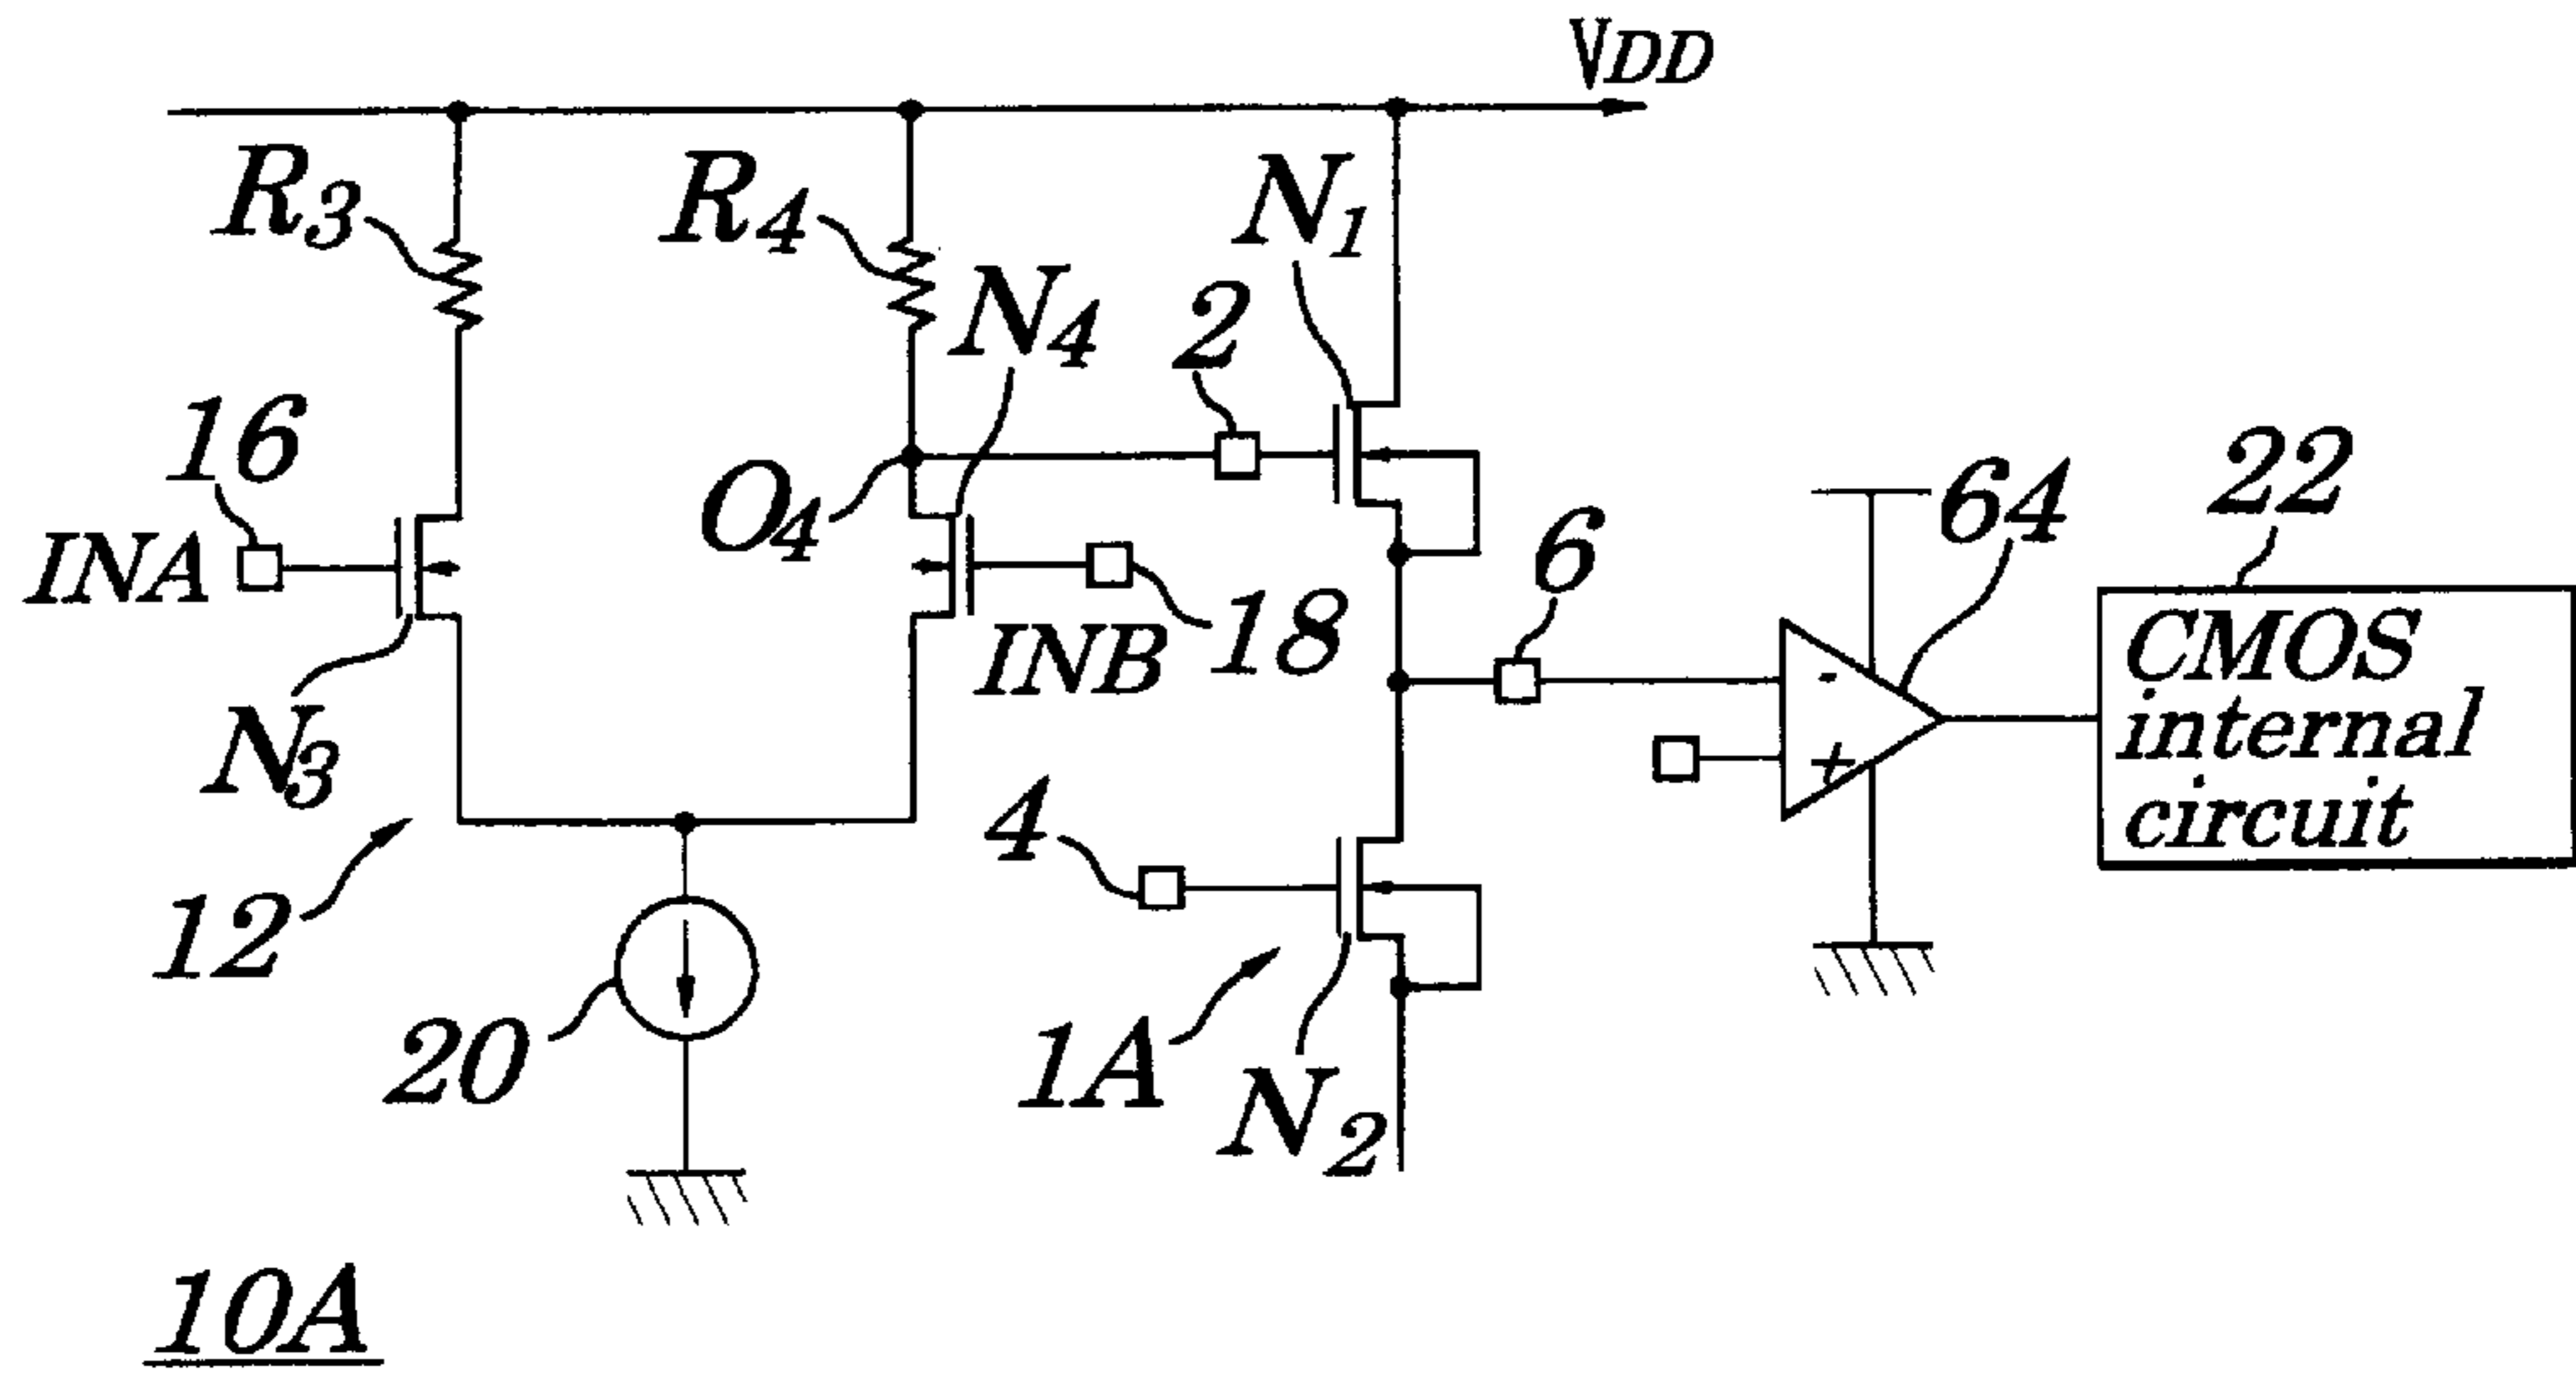 VDD
R3
R4
N1
N4
2
16
O4
INA
18
INB
6
64
22
CMOS
internal
circuit
-
+
N3
4
12
20
1A
N2
10A